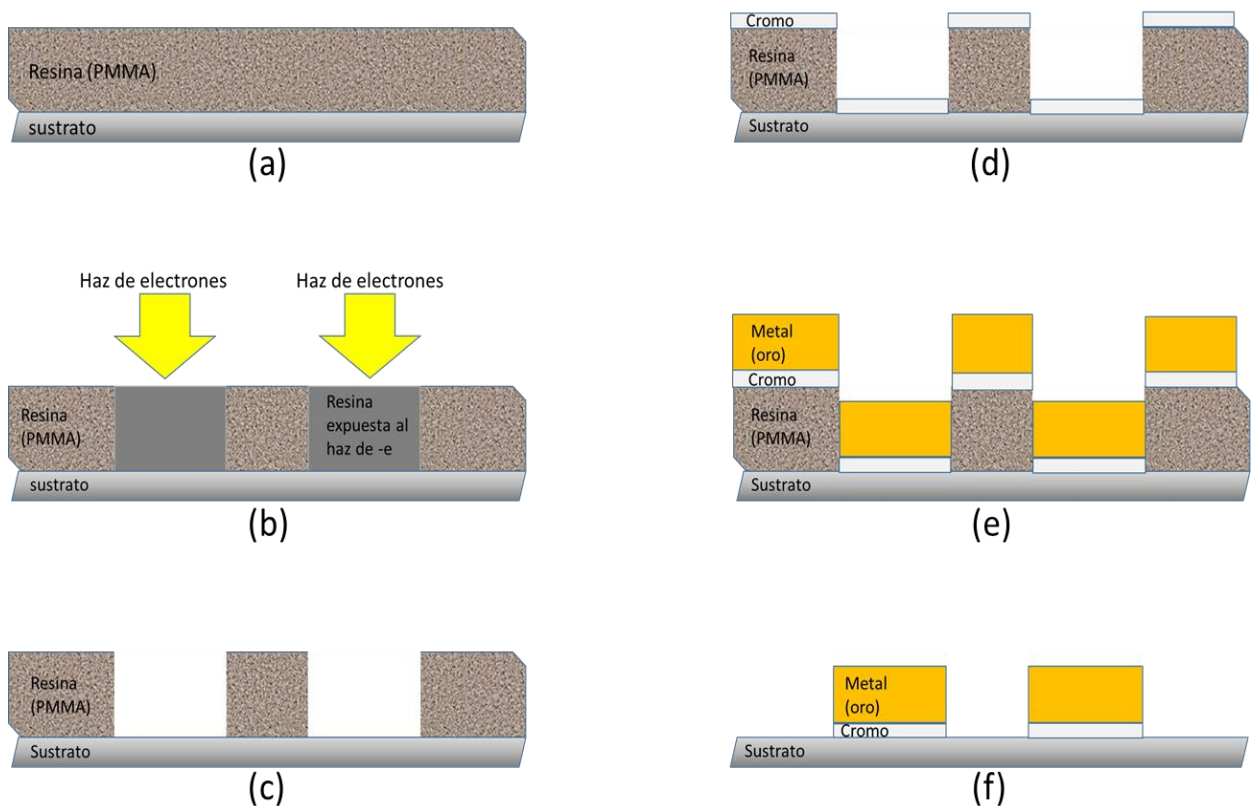 Resina (PMMA)
sustrato
(a)
Haz de electrones
Haz de electrones
Resina
(PMMA)
Resina
expuesta al
haz de -e
sustrato
(b)
Resina
(PMMA)
Sustrato
(c)
Cromo
Resina
(PMMA)
Sustrato
(d)
Metal
(oro)
Cromo
Resina
(PMMA)
Sustrato
(e)
Metal
(oro)
Cromo
Sustrato
(f)